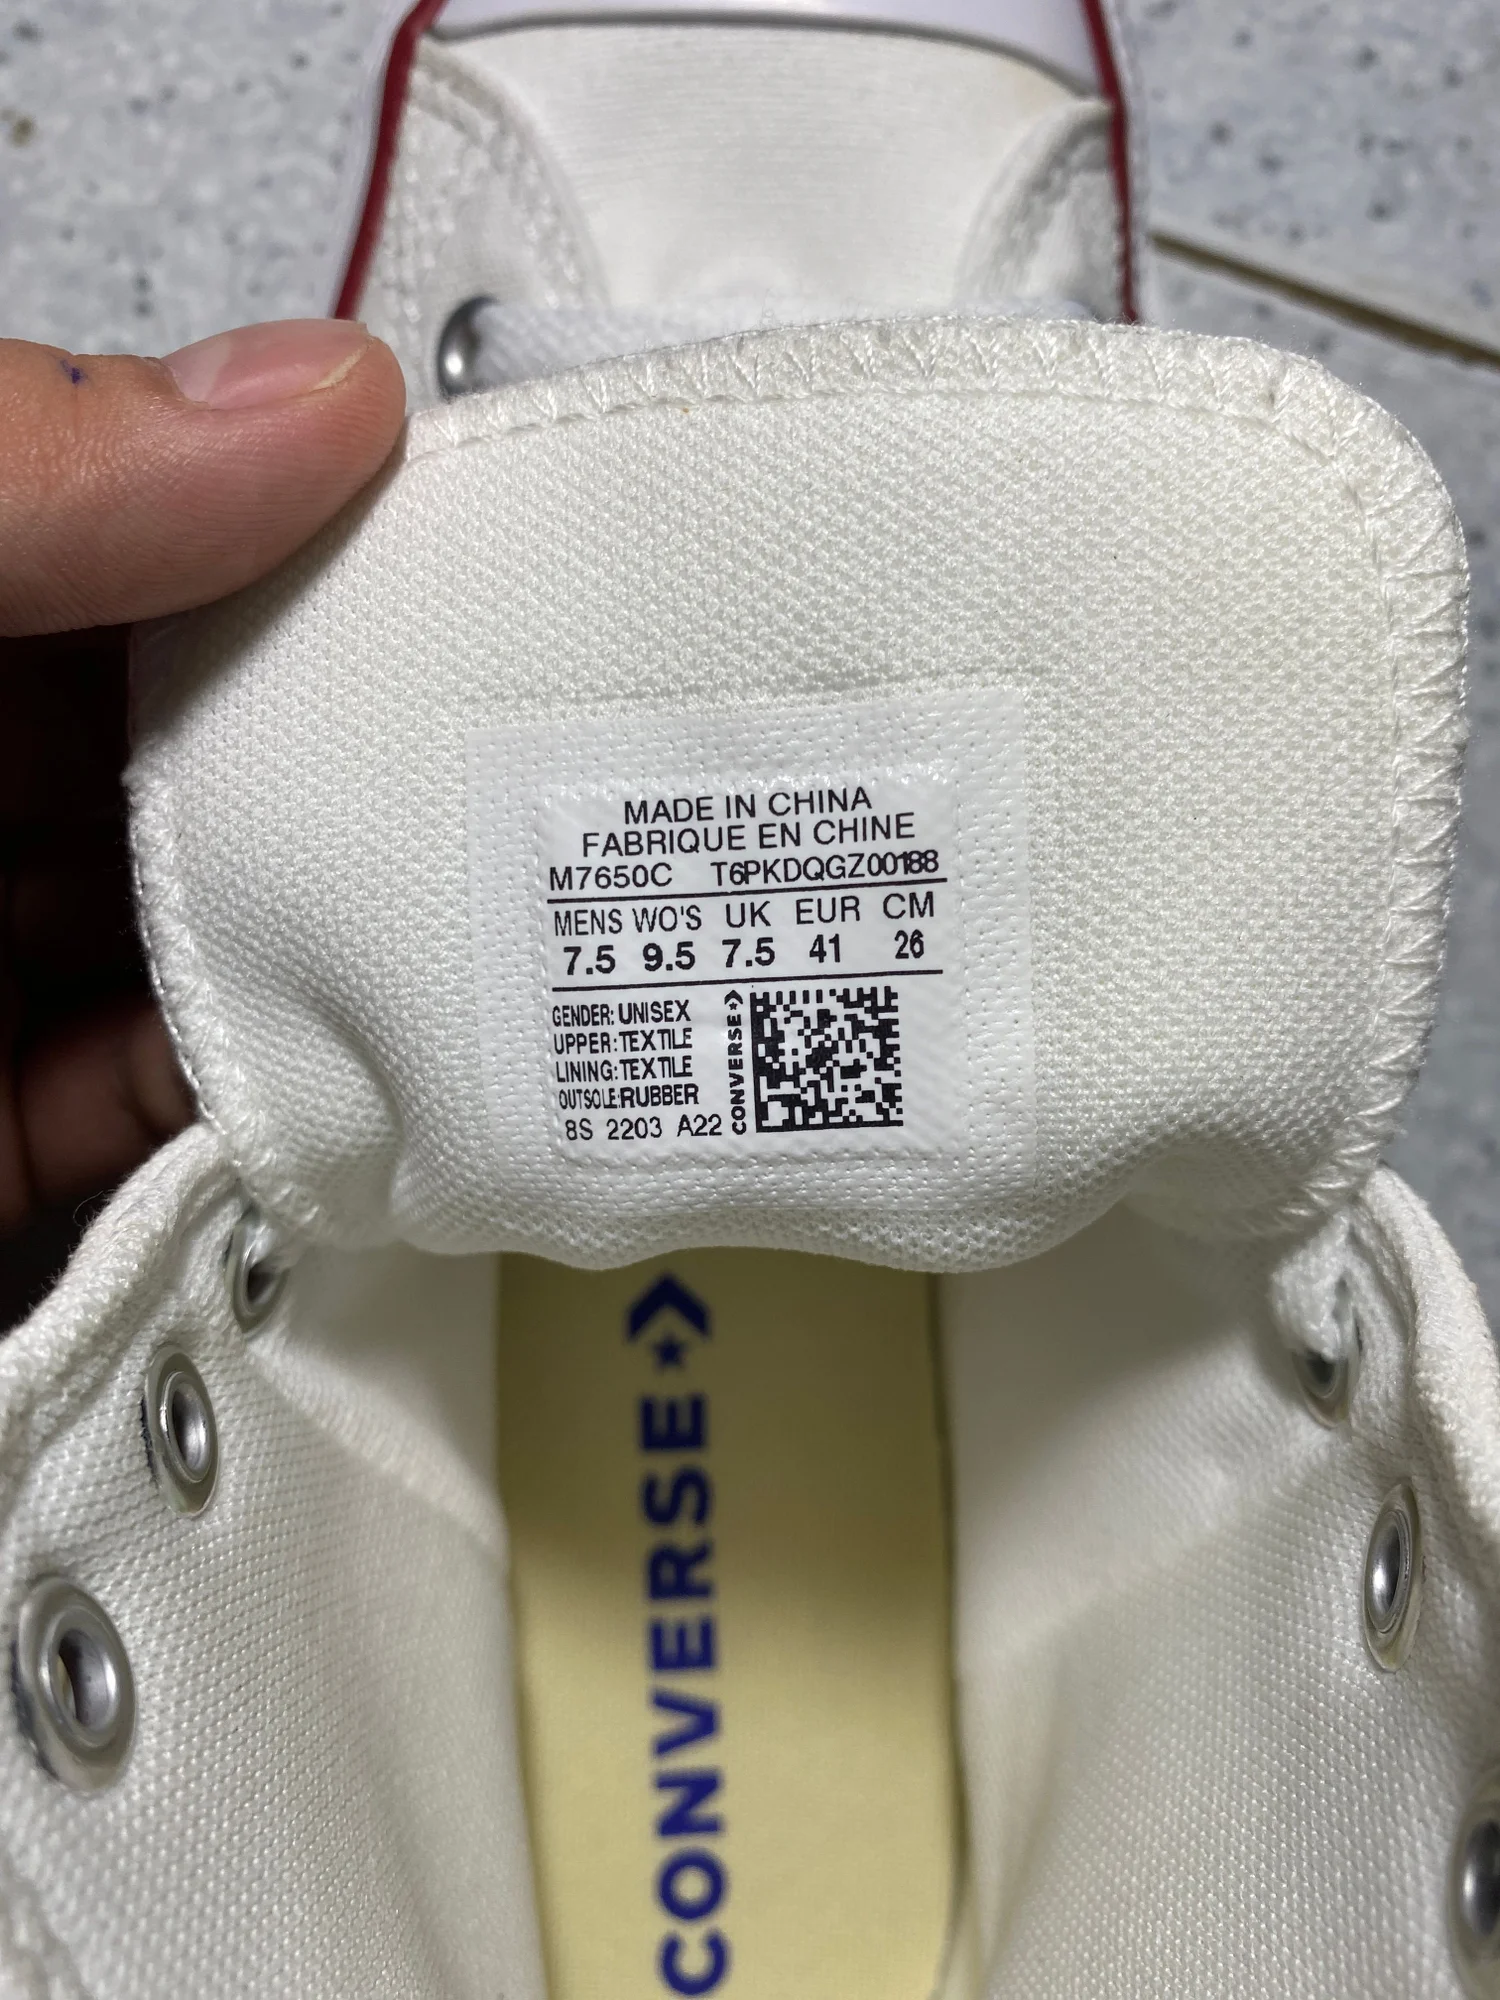 MADE IN CHINA
FABRIQUE EN CHINE
M7650C T6PKDQGZ00188
MENS WO'S UK EUR CM
7.5 9.5 7.5 41 26
GENDER: UNISEX
UPPER: TEXTILE
LINING: TEXTILE
OUTSOLE: RUBBER
8S 2203 A22
CONVERSE
CONVERSE